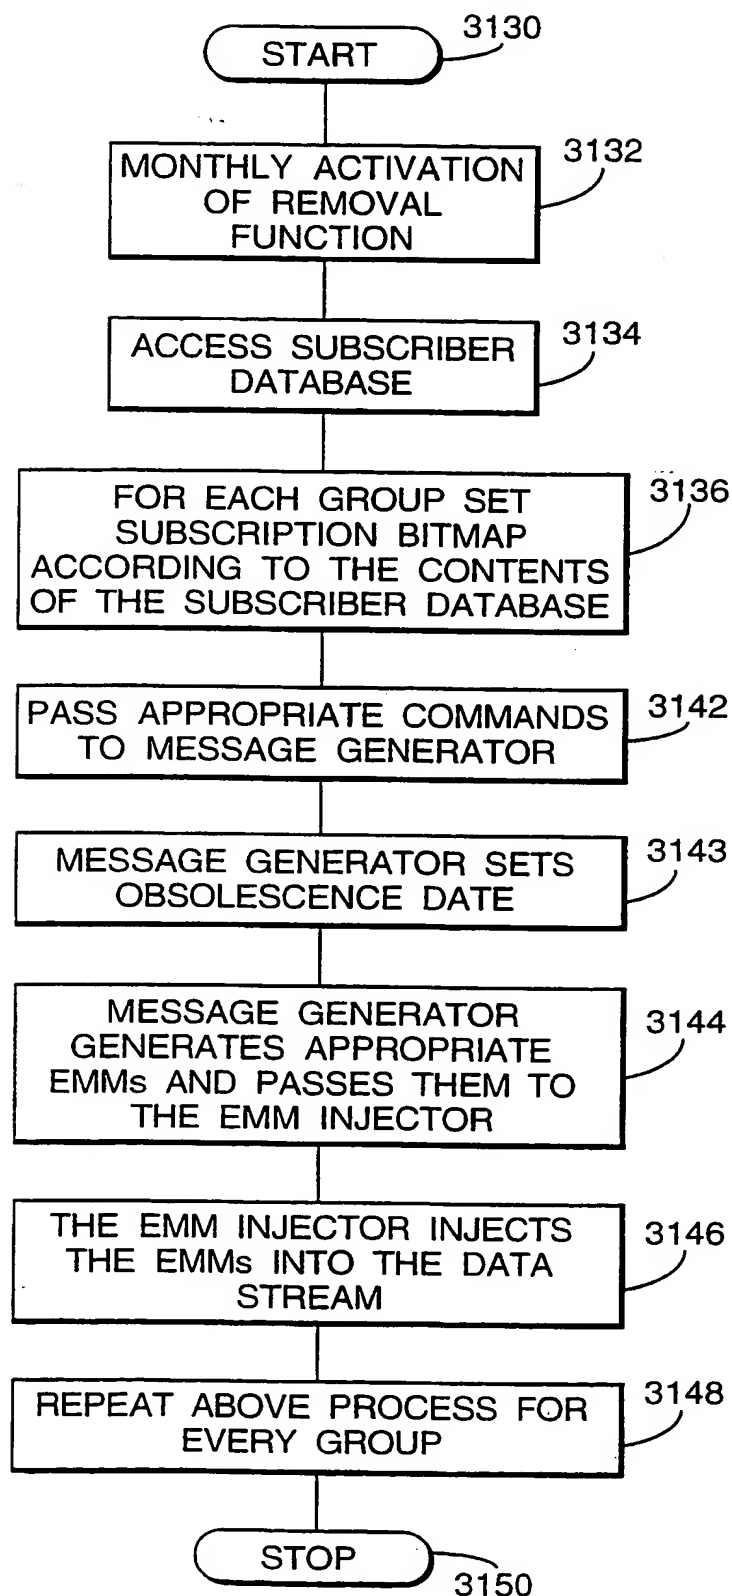 START
3130
MONTHLY ACTIVATION
OF REMOVAL
FUNCTION
3132
ACCESS SUBSCRIBER
DATABASE
3134
FOR EACH GROUP SET
SUBSCRIPTION BITMAP
ACCORDING TO THE CONTENTS
OF THE SUBSCRIBER DATABASE
3136
PASS APPROPRIATE COMMANDS
TO MESSAGE GENERATOR
3142
MESSAGE GENERATOR SETS
OBSOLESCENCE DATE
3143
MESSAGE GENERATOR
GENERATES APPROPRIATE
EMMs AND PASSES THEM TO
THE EMM INJECTOR
3144
THE EMM INJECTOR INJECTS
THE EMMs INTO THE DATA
STREAM
3146
REPEAT ABOVE PROCESS FOR
EVERY GROUP
3148
STOP
3150